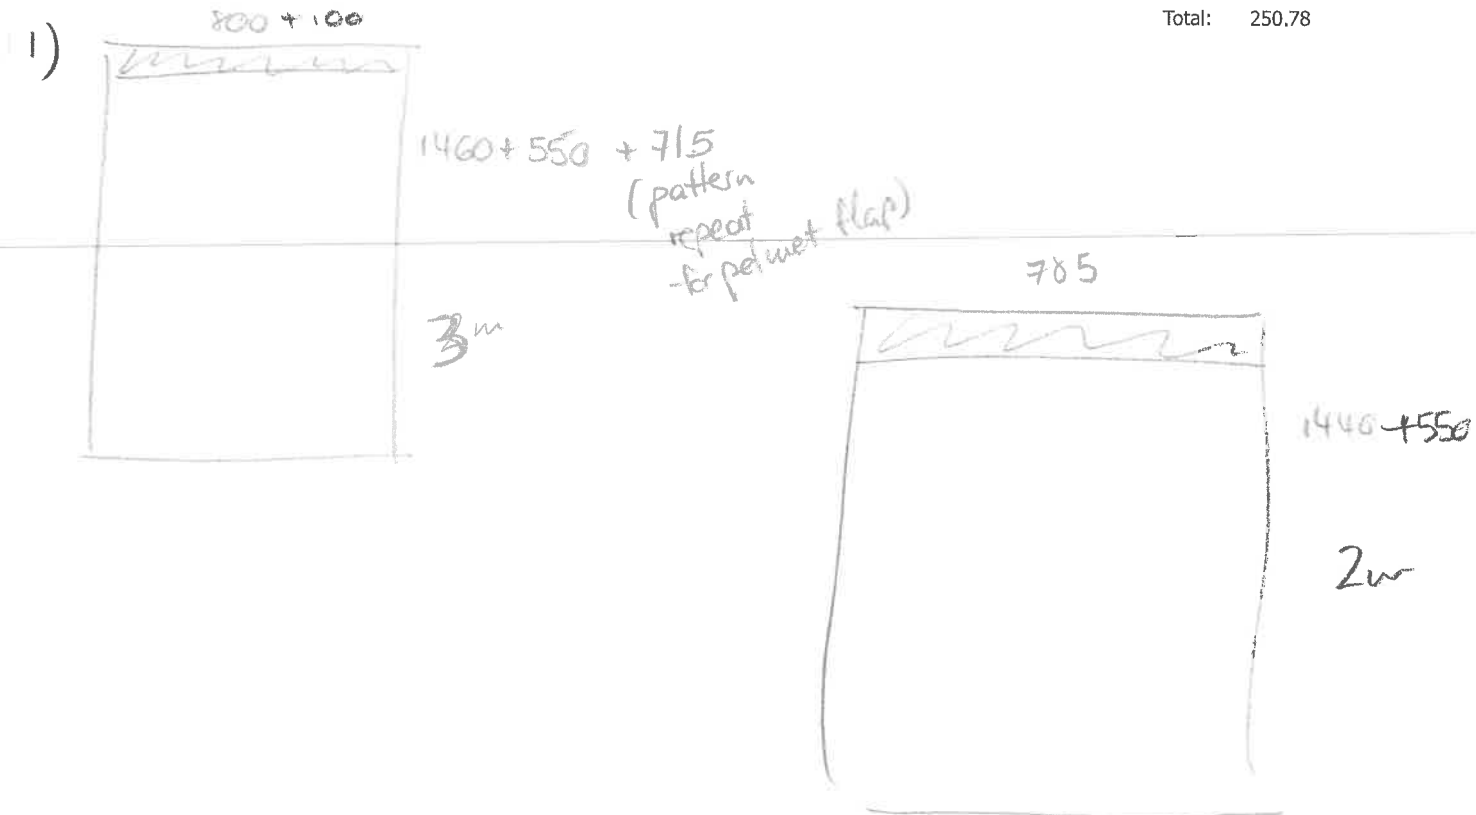 800 + 100
Total: 250.78
1)
1460 + 550 + 715
(pattern
repeat
for pelmet flap)
785
3m
1440 +550
2m